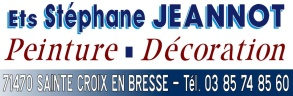 Ets Stéphane JEANNOT
Peinture ■ Décoration
71470 SAINTE CROIX EN BRESSE - Tél. 03 85 74 85 60